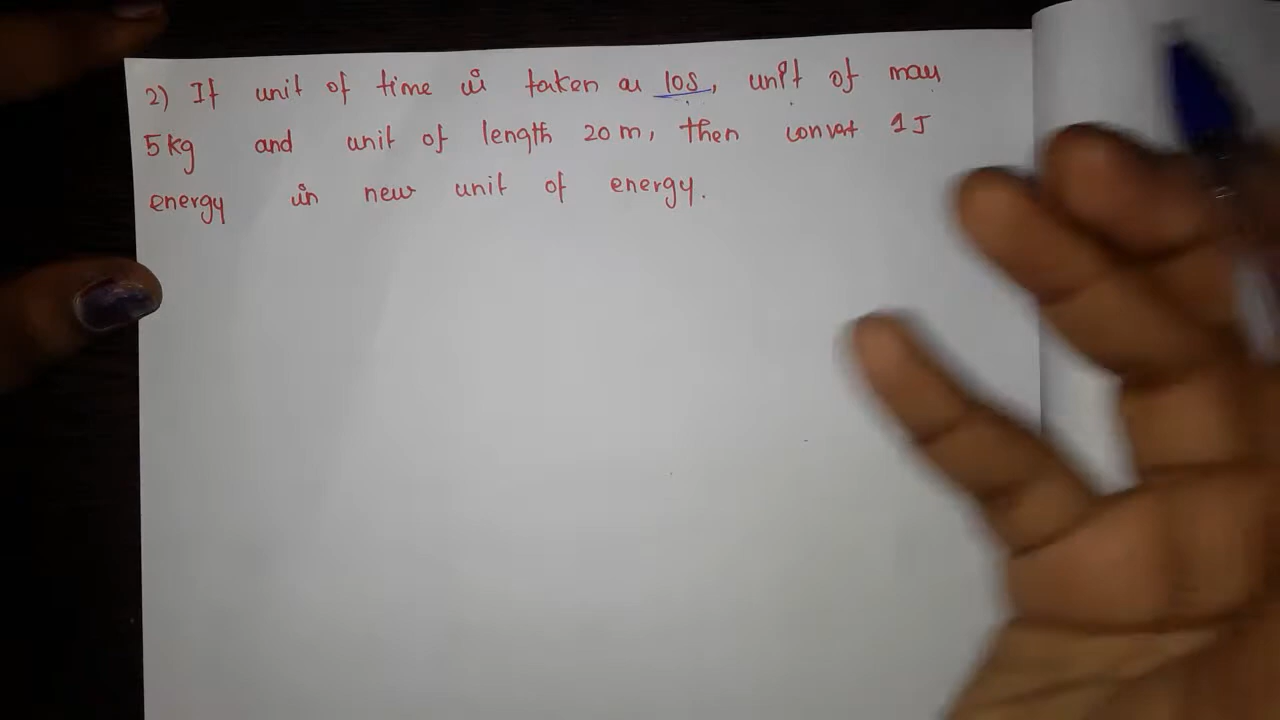 2) If unit of time is taken as 10s, unit of mass
5kg and unit of length 20 m, then convert 1J
energy in new unit of energy.